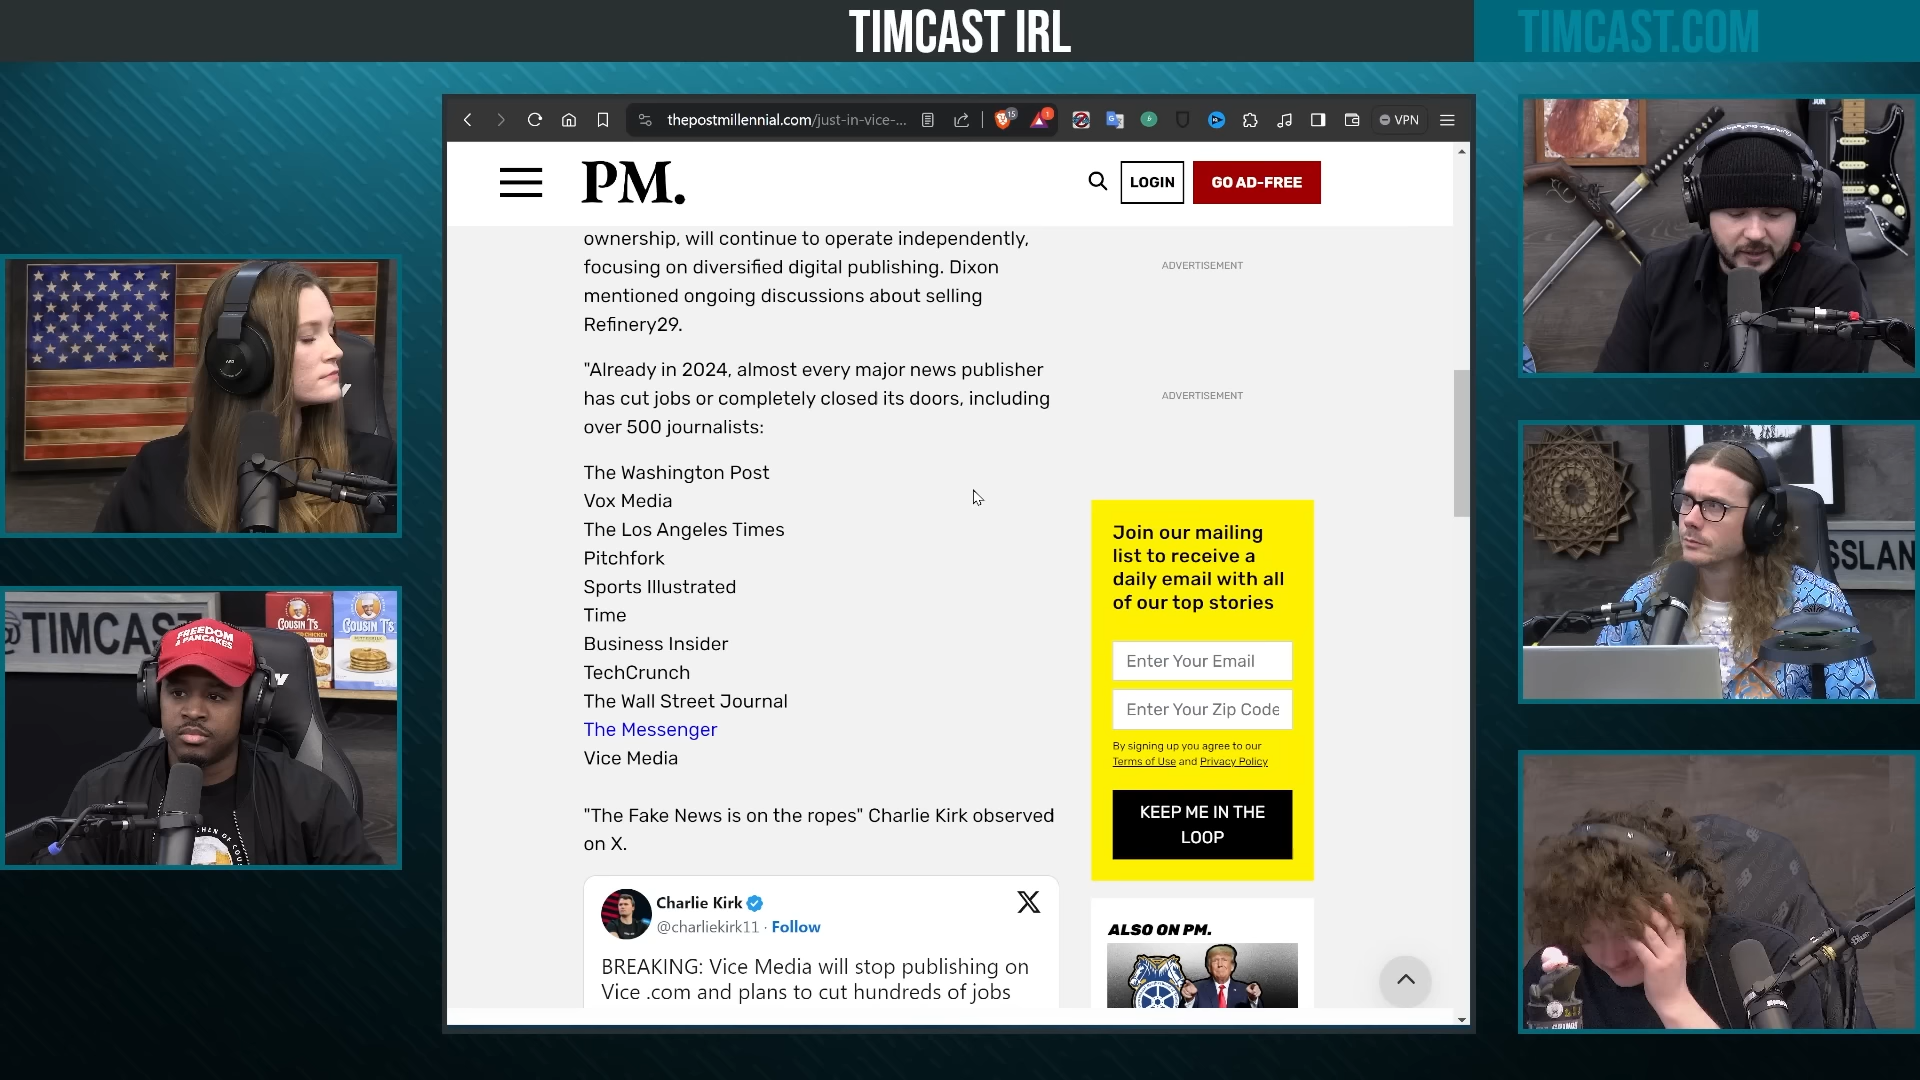 TIMCAST IRL
TIMCAST.COM
thepostmillennial.com/just-in-vice-...
15
1
VPN
PM.
LOGIN
GO AD-FREE
ownership, will continue to operate independently,
focusing on diversified digital publishing. Dixon
mentioned ongoing discussions about selling
Refinery29.
"Already in 2024, almost every major news publisher
has cut jobs or completely closed its doors, including
over 500 journalists:
The Washington Post
Vox Media
The Los Angeles Times
Pitchfork
Sports Illustrated
Time
Business Insider
TechCrunch
The Wall Street Journal
The Messenger
Vice Media
"The Fake News is on the ropes" Charlie Kirk observed
on X.
Charlie Kirk
@charliekirk11 · Follow
BREAKING: Vice Media will stop publishing on
Vice .com and plans to cut hundreds of jobs
ADVERTISEMENT
ADVERTISEMENT
Join our mailing
list to receive a
daily email with all
of our top stories
Enter Your Email
Enter Your Zip Code
By signing up you agree to our
Terms of Use and Privacy Policy
KEEP ME IN THE
LOOP
ALSO ON PM.
@TIMCAS
FREEDOM
& PANCAKES
COUSIN T'S
COUSIN T'S
SSLAN